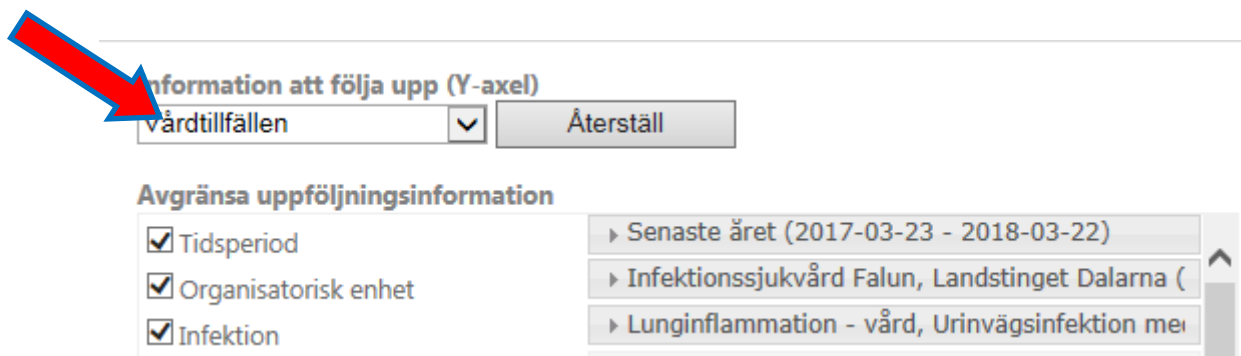 Information att följa upp (Y-axel)
Vårdtillfällen Återställ
Avgränsa uppföljningsinformation
Tidsperiod Senaste året (2017-03-23 - 2018-03-22)
Organisatorisk enhet Infektionssjukvård Falun, Landstinget Dalarna (
Infektion Lunginflammation - vård, Urinvägsinfektion med